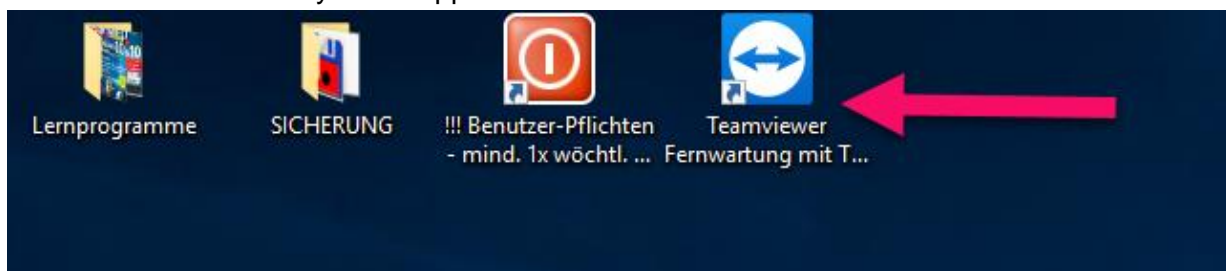 Lernprogramme
SICHERUNG
!!! Benutzer-Pflichten
- mind. 1x wöchtl. ...
Teamviewer
Fernwartung mit T...